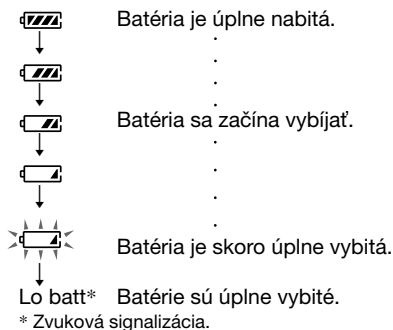 Batéria je úplne nabitá.
Batéria sa začína vybíjať.
Batéria je skoro úplne vybitá.
Lo batt* Batérie sú úplne vybité.
* Zvuková signalizácia.